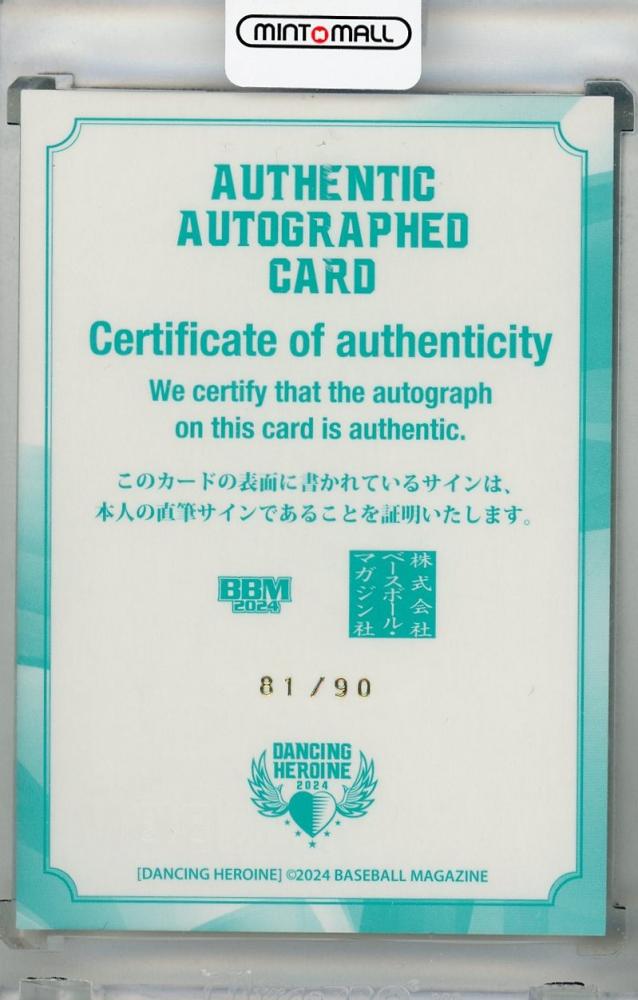 MINT MALL
AUTHENTIC
AUTOGRAPHED
CARD
Certificate of authenticity
We certify that the autograph
on this card is authentic.
このカードの表面に書かれているサインは、
本人の直筆サインであることを証明いたします。
BBM
2024
株式会社
ベースボール・
マガジン社
81/90
DANCING
HEROINE
2024
[DANCING HEROINE] ©2024 BASEBALL MAGAZINE